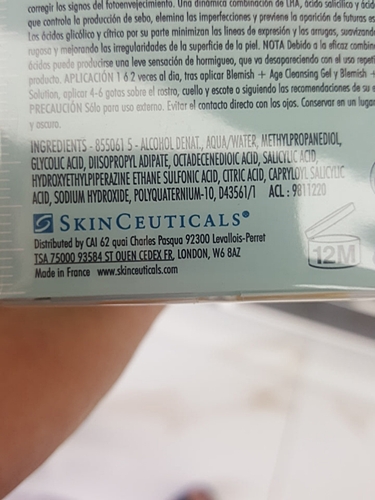 corregir los signos del fotoenvejecimiento. Una dinámica combinación de LHA, ácido salicílico y ácido
que controla la producción de sebo, elimina las imperfecciones y previene la aparición de futuras es
Los ácidos glicólico y cítrico por su parte minimizan las líneas de expresión y las arrugas, suavizando
rugosa y mejorando las irregularidades de la superficie de la piel. NOTA Debido a la eficaz combin
ácidos puede producirse una leve sensación de hormigueo, que va desapareciendo con el uso repet
producto. APLICACIÓN 1 ó 2 veces al día, tras aplicar Blemish + Age Cleansing Gel y Blemish +
Solution, aplicar 4-6 gotas sobre el rostro, cuello y escote o siguiendo las recomendaciones de su e
PRECAUCIÓN Sólo para uso externo. Evitar el contacto directo con los ojos. Conservar en un lugar
y oscuro.
INGREDIENTS - 855061 5 - ALCOHOL DENAT., AQUA/WATER, METHYLPROPANEDIOL,
GLYCOLIC ACID, DIISOPROPYL ADIPATE, OCTADECENEDIOIC ACID, SALICYLIC ACID,
HYDROXYETHYLPIPERAZINE ETHANE SULFONIC ACID, CITRIC ACID, CAPRYLOYL SALICYLIC
ACID, SODIUM HYDROXIDE, POLYQUATERNIUM-10, D43561/1 ACL : 9811220
SKINCEUTICALS®
Distributed by CAI 62 quai Charles Pasqua 92300 Levallois-Perret
TSA 75000 93584 ST OUEN CEDEX FR, LONDON, W6 8AZ
Made in France www.skinceuticals.com
12M